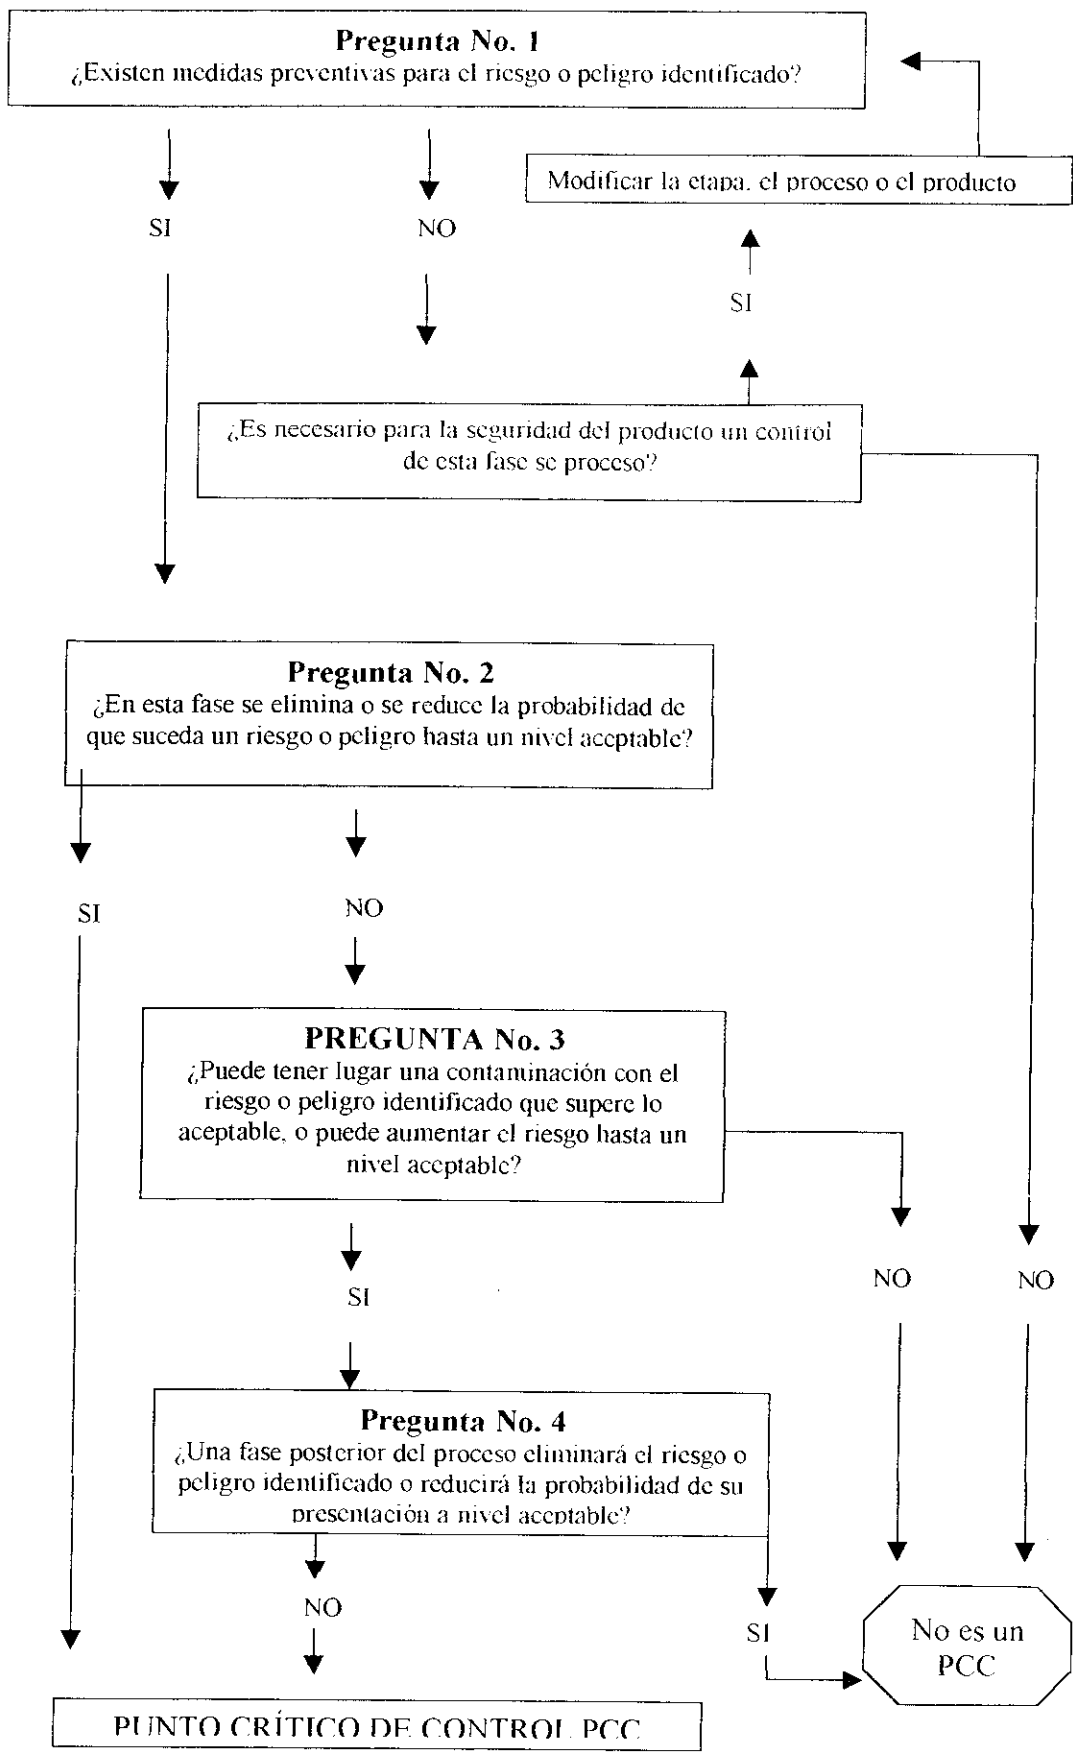 Pregunta No. 1
¿Existen medidas preventivas para el riesgo o peligro identificado?
Modificar la etapa, el proceso o el producto
SI
NO
SI
¿Es necesario para la seguridad del producto un control
de esta fase se proceso?
Pregunta No. 2
¿En esta fase se elimina o se reduce la probabilidad de
que suceda un riesgo o peligro hasta un nivel aceptable?
SI
NO
PREGUNTA No. 3
¿Puede tener lugar una contaminación con el
riesgo o peligro identificado que supere lo
aceptable, o puede aumentar el riesgo hasta un
nivel aceptable?
NO
NO
SI
Pregunta No. 4
¿Una fase posterior del proceso eliminará el riesgo o
peligro identificado o reducirá la probabilidad de su
presentación a nivel aceptable?
NO
SI
No es un
PCC
PUNTO CRÍTICO DE CONTROL PCC